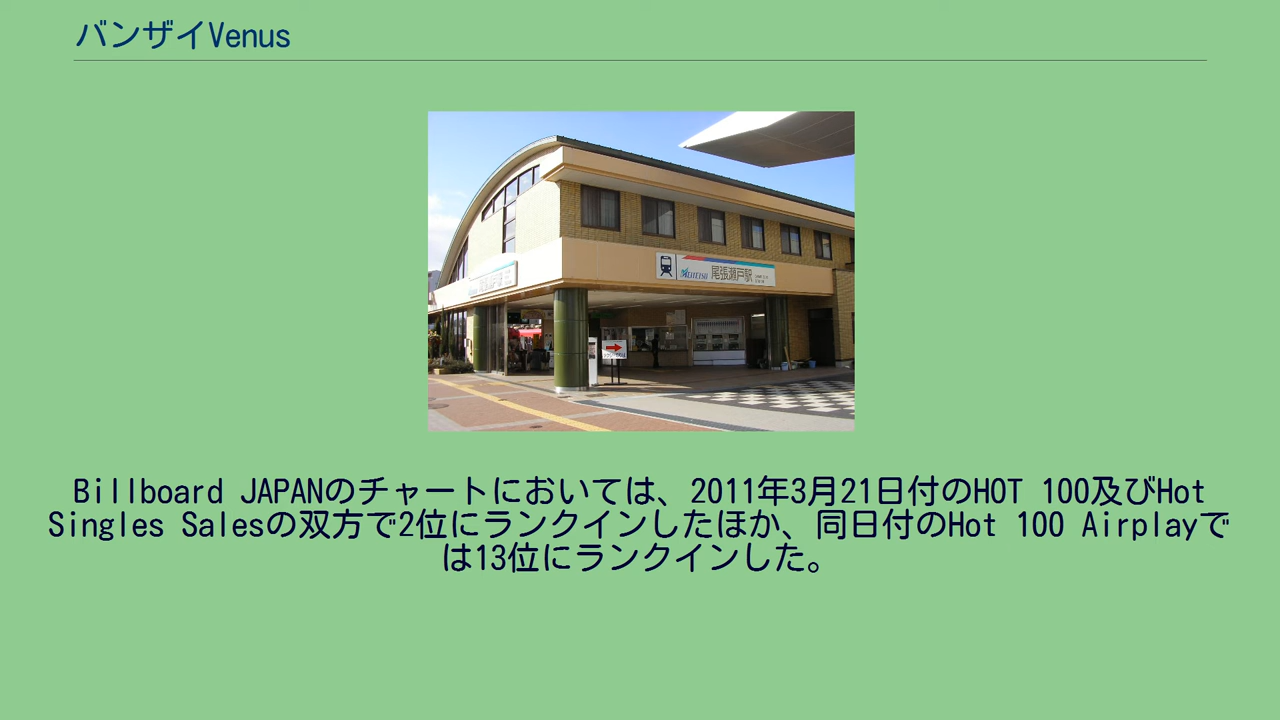 バンザイVenus
尾張瀬戸駅
Billboard JAPANのチャートにおいては、2011年3月21日付のHOT 100及びHot
Singles Salesの双方で2位にランクインしたほか、同日付のHot 100 Airplayで
は13位にランクインした。